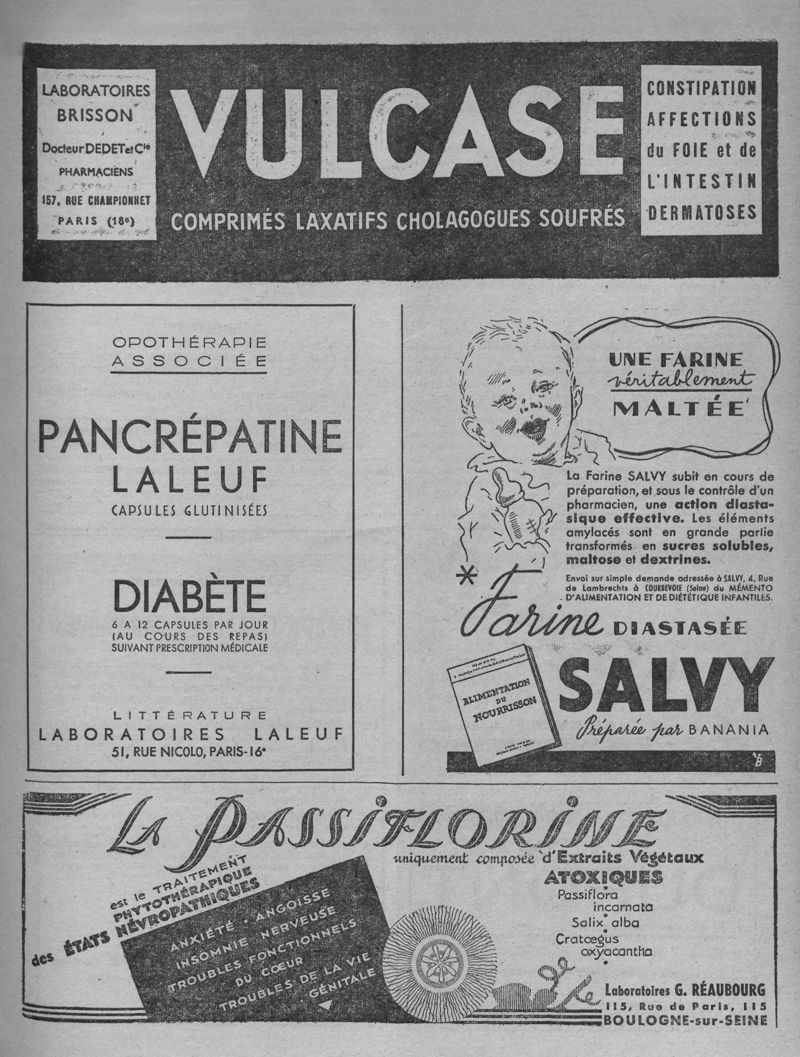 LABORATOIRES
BRISSON
Docteur DEDET et Cie
PHARMACIENS
157, RUE CHAMPIONNET
PARIS (18e)
VULCASE
COMPRIMÉS LAXATIFS CHOLAGOGUES SOUFRÉS
CONSTIPATION
AFFECTIONS
du FOIE et de
L'INTESTIN
DERMATOSES
OPOTHÉRAPIE
ASSOCIÉE
PANCRÉPATINE
LALEUF
CAPSULES GLUTINISÉES
DIABÈTE
6 A 12 CAPSULES PAR JOUR
(AU COURS DES REPAS)
SUIVANT PRESCRIPTION MÉDICALE
LITTÉRATURE
LABORATOIRES LALEUF
51, RUE NICOLO, PARIS-16e
UNE FARINE
véritablement
MALTÉE
La Farine SALVY subit en cours de
préparation, et sous le contrôle d'un
pharmacien, une action diasta-
sique effective. Les éléments
amylacés sont en grande partie
transformés en sucres solubles,
maltose et dextrines.
* Envoi sur simple demande adressée à SALVY, 4, Rue
de Lambrechts à COURBEVOIE (Seine) du MÉMENTO
D'ALIMENTATION ET DE DIÉTÉTIQUE INFANTILES.
Farine DIASTASÉE
SALVY
Préparée par BANANIA
ALIMENTATION
DU
NOURRISSON
LA PASSIFLORINE
uniquement composée d'Extraits Végétaux
ATOXIQUES
Passiflora
incarnata
Salix alba
Cratœgus
oxyacantha
est le TRAITEMENT
PHYTOTHÉRAPIQUE
des ÉTATS NÉVROPATHIQUES
ANXIÉTÉ - ANGOISSE
INSOMNIE NERVEUSE
TROUBLES FONCTIONNELS
DU CŒUR
TROUBLES DE LA VIE
GÉNITALE
Laboratoires G. RÉAUBOURG
115, Rue de Paris, 115
BOULOGNE-sur-SEINE